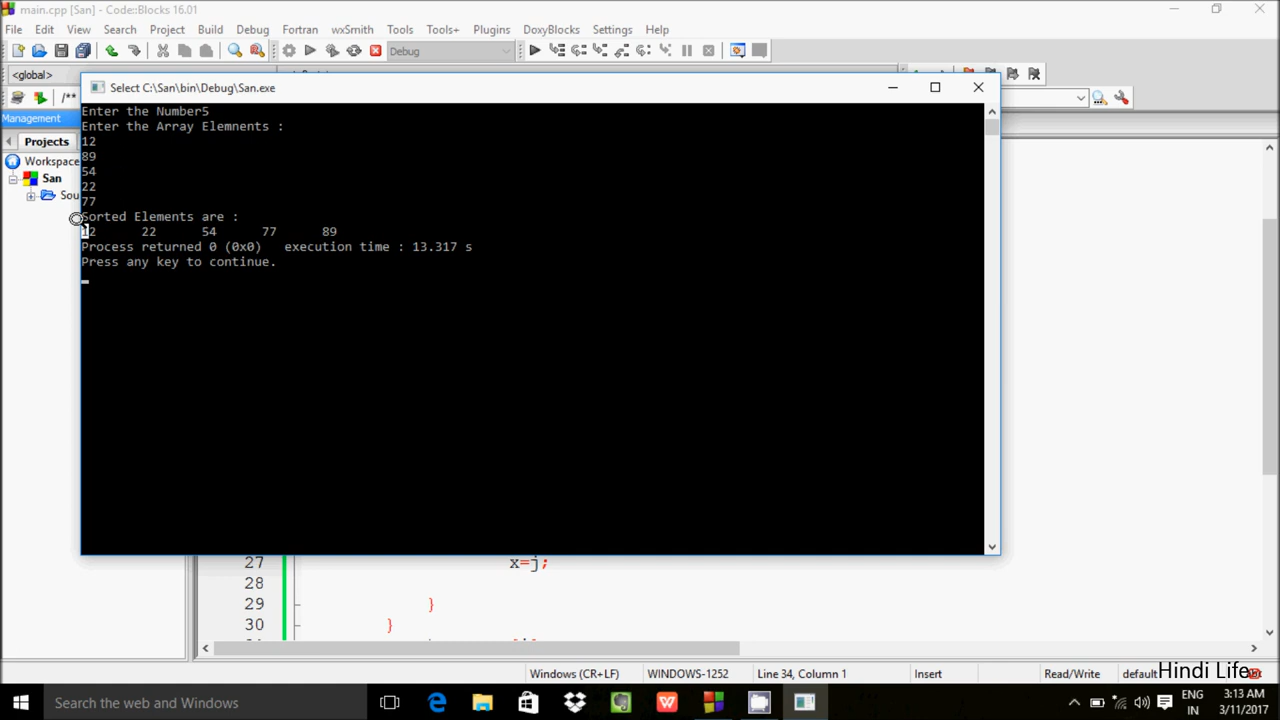 main.cpp [San] - Code::Blocks 16.01
File Edit View Search Project Build Debug Fortran wxSmith Tools Tools+ Plugins DoxyBlocks Settings Help
Debug
<global>
/**
Select C:\San\bin\Debug\San.exe
Management
Projects
Workspace
San
Sou
Enter the Number5
Enter the Array Elemnents :
12
89
54
22
77
Sorted Elements are :
12 22 54 77 89
Process returned 0 (0x0) execution time : 13.317 s
Press any key to continue.
27 x=j;
28
29 }
30 }
Windows (CR+LF) WINDOWS-1252 Line 34, Column 1 Insert Read/Write default
Hindi Life
Search the web and Windows
ENG
IN
3:13 AM
3/11/2017